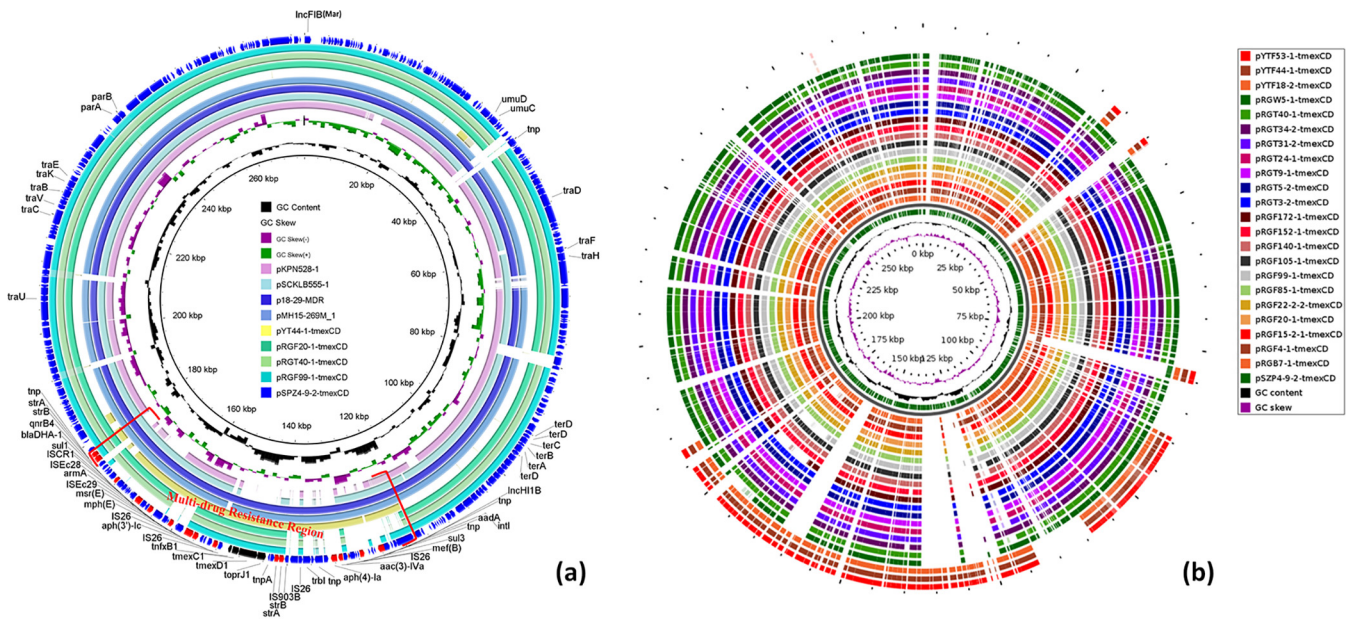 IncFIB(Mar)
parB
parA
umuD
umuC
tnp
traE
traK
traB
traV
traC
traD
traF
traH
traU
260 kbp
20 kbp
240 kbp
40 kbp
220 kbp
60 kbp
200 kbp
80 kbp
180 kbp
100 kbp
160 kbp
120 kbp
140 kbp
GC Content
GC Skew
GC Skew(-)
GC Skew(+)
pKPN528-1
pSCKLB555-1
p18-29-MDR
pMH15-269M_1
pYT44-1-tmexCD
pRGF20-1-tmexCD
pRGT40-1-tmexCD
pRGF99-1-tmexCD
pSPZ4-9-2-tmexCD
tnp
strA
strB
qnrB4
blaDHA-1
sul1
ISCR1
ISEc28
armA
ISEc29
msr(E)
mph(E)
IS26
aph(3')-Ic
IS26
tnfxB1
tmexC1
tmexD1
toprJ1
tnpA
IS903B
strB
strA
IS26
trbI
tnp
aph(4)-Ia
aac(3)-IVa
mef(B)
IS26
sul3
tnp
intI
aadA
tnp
IncHI1B
terD
terA
terB
terC
terD
terD
Multi-drug Resistance Region
(a)
0 kbp
25 kbp
50 kbp
75 kbp
100 kbp
125 kbp
150 kbp
175 kbp
200 kbp
225 kbp
250 kbp
(b)
pYTF53-1-tmexCD
pYTF44-1-tmexCD
pYTF18-2-tmexCD
pRGW5-1-tmexCD
pRGT40-1-tmexCD
pRGT34-2-tmexCD
pRGT31-2-tmexCD
pRGT24-1-tmexCD
pRGT9-1-tmexCD
pRGT5-2-tmexCD
pRGT3-2-tmexCD
pRGF172-1-tmexCD
pRGF152-1-tmexCD
pRGF140-1-tmexCD
pRGF105-1-tmexCD
pRGF99-1-tmexCD
pRGF85-1-tmexCD
pRGF22-2-2-tmexCD
pRGF20-1-tmexCD
pRGF15-2-1-tmexCD
pRGF4-1-tmexCD
pRGB7-1-tmexCD
pSZP4-9-2-tmexCD
GC content
GC skew